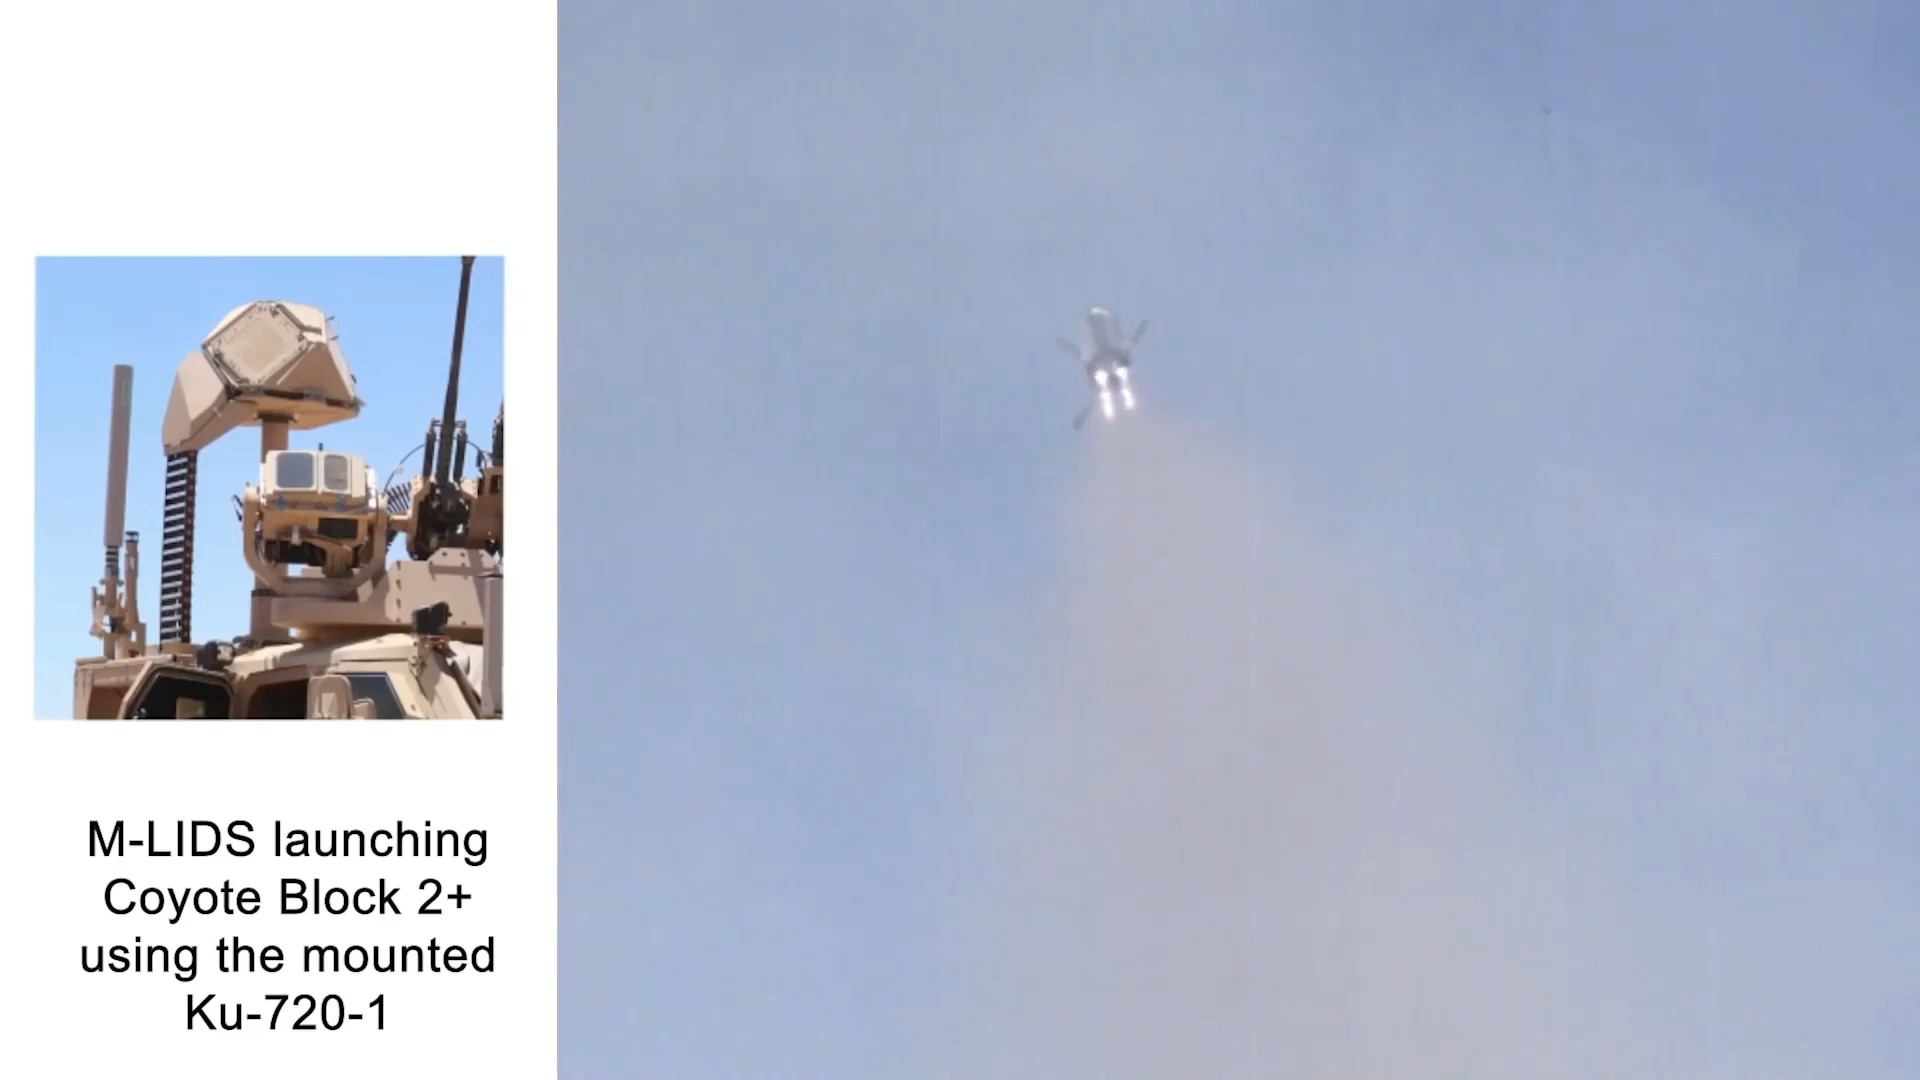 M-LIDS launching
Coyote Block 2+
using the mounted
Ku-720-1